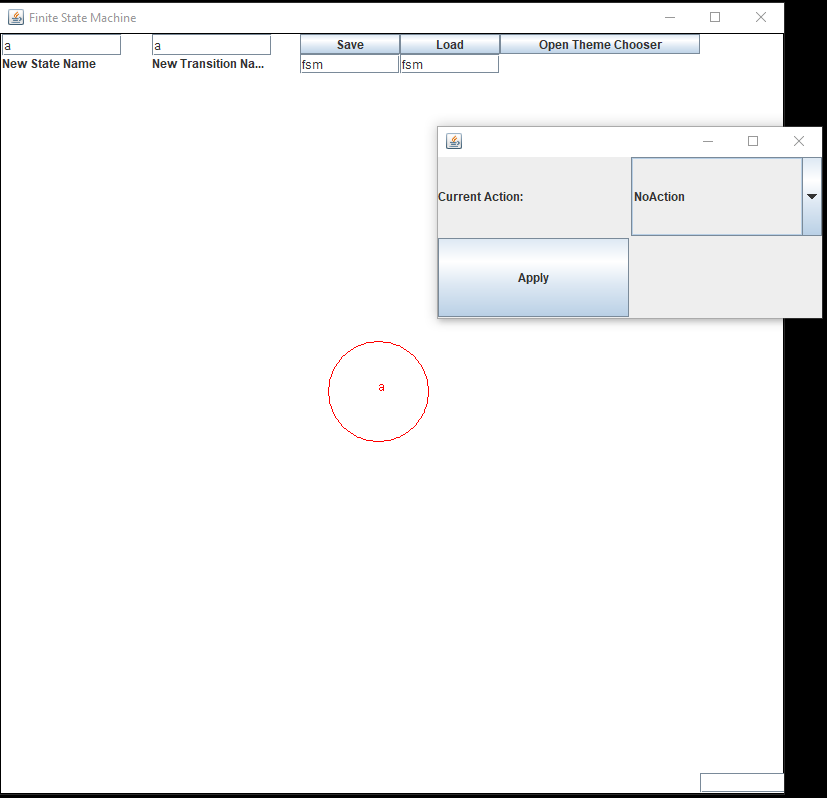 Finite State Machine
a a Save Load Open Theme Chooser
New State Name New Transition Na... fsm fsm
Current Action: NoAction
Apply
a